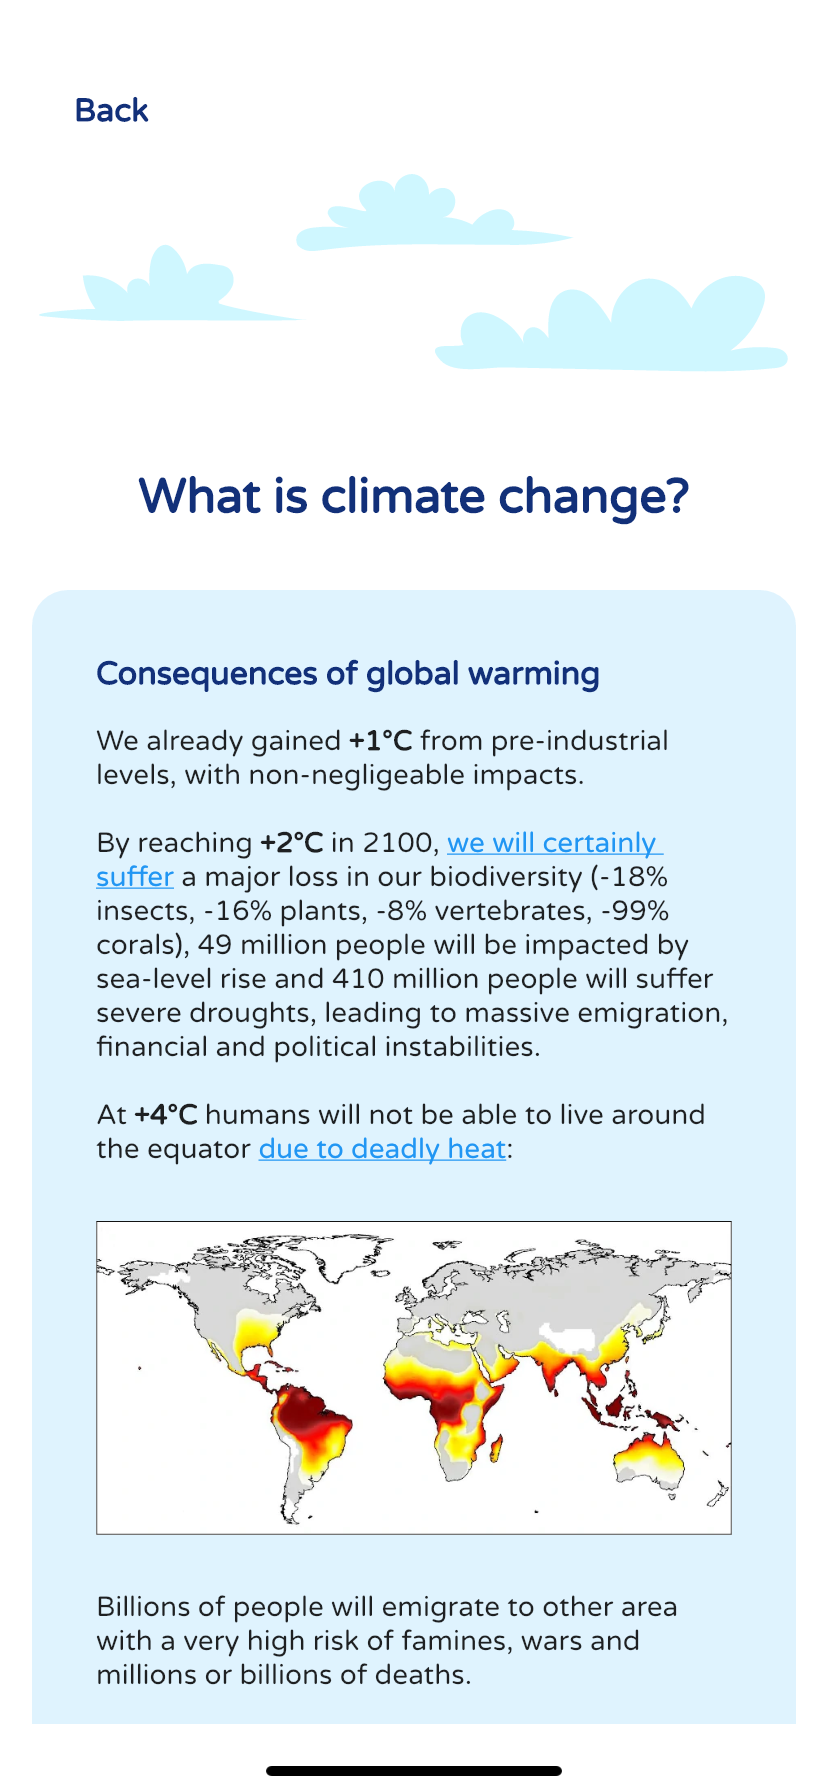 Back
What is climate change?
Consequences of global warming
We already gained +1°C from pre-industrial
levels, with non-negligeable impacts.
By reaching +2°C in 2100, we will certainly
suffer a major loss in our biodiversity (-18%
insects, -16% plants, -8% vertebrates, -99%
corals), 49 million people will be impacted by
sea-level rise and 410 million people will suffer
severe droughts, leading to massive emigration,
financial and political instabilities.
At +4°C humans will not be able to live around
the equator due to deadly heat:
Billions of people will emigrate to other area
with a very high risk of famines, wars and
millions or billions of deaths.